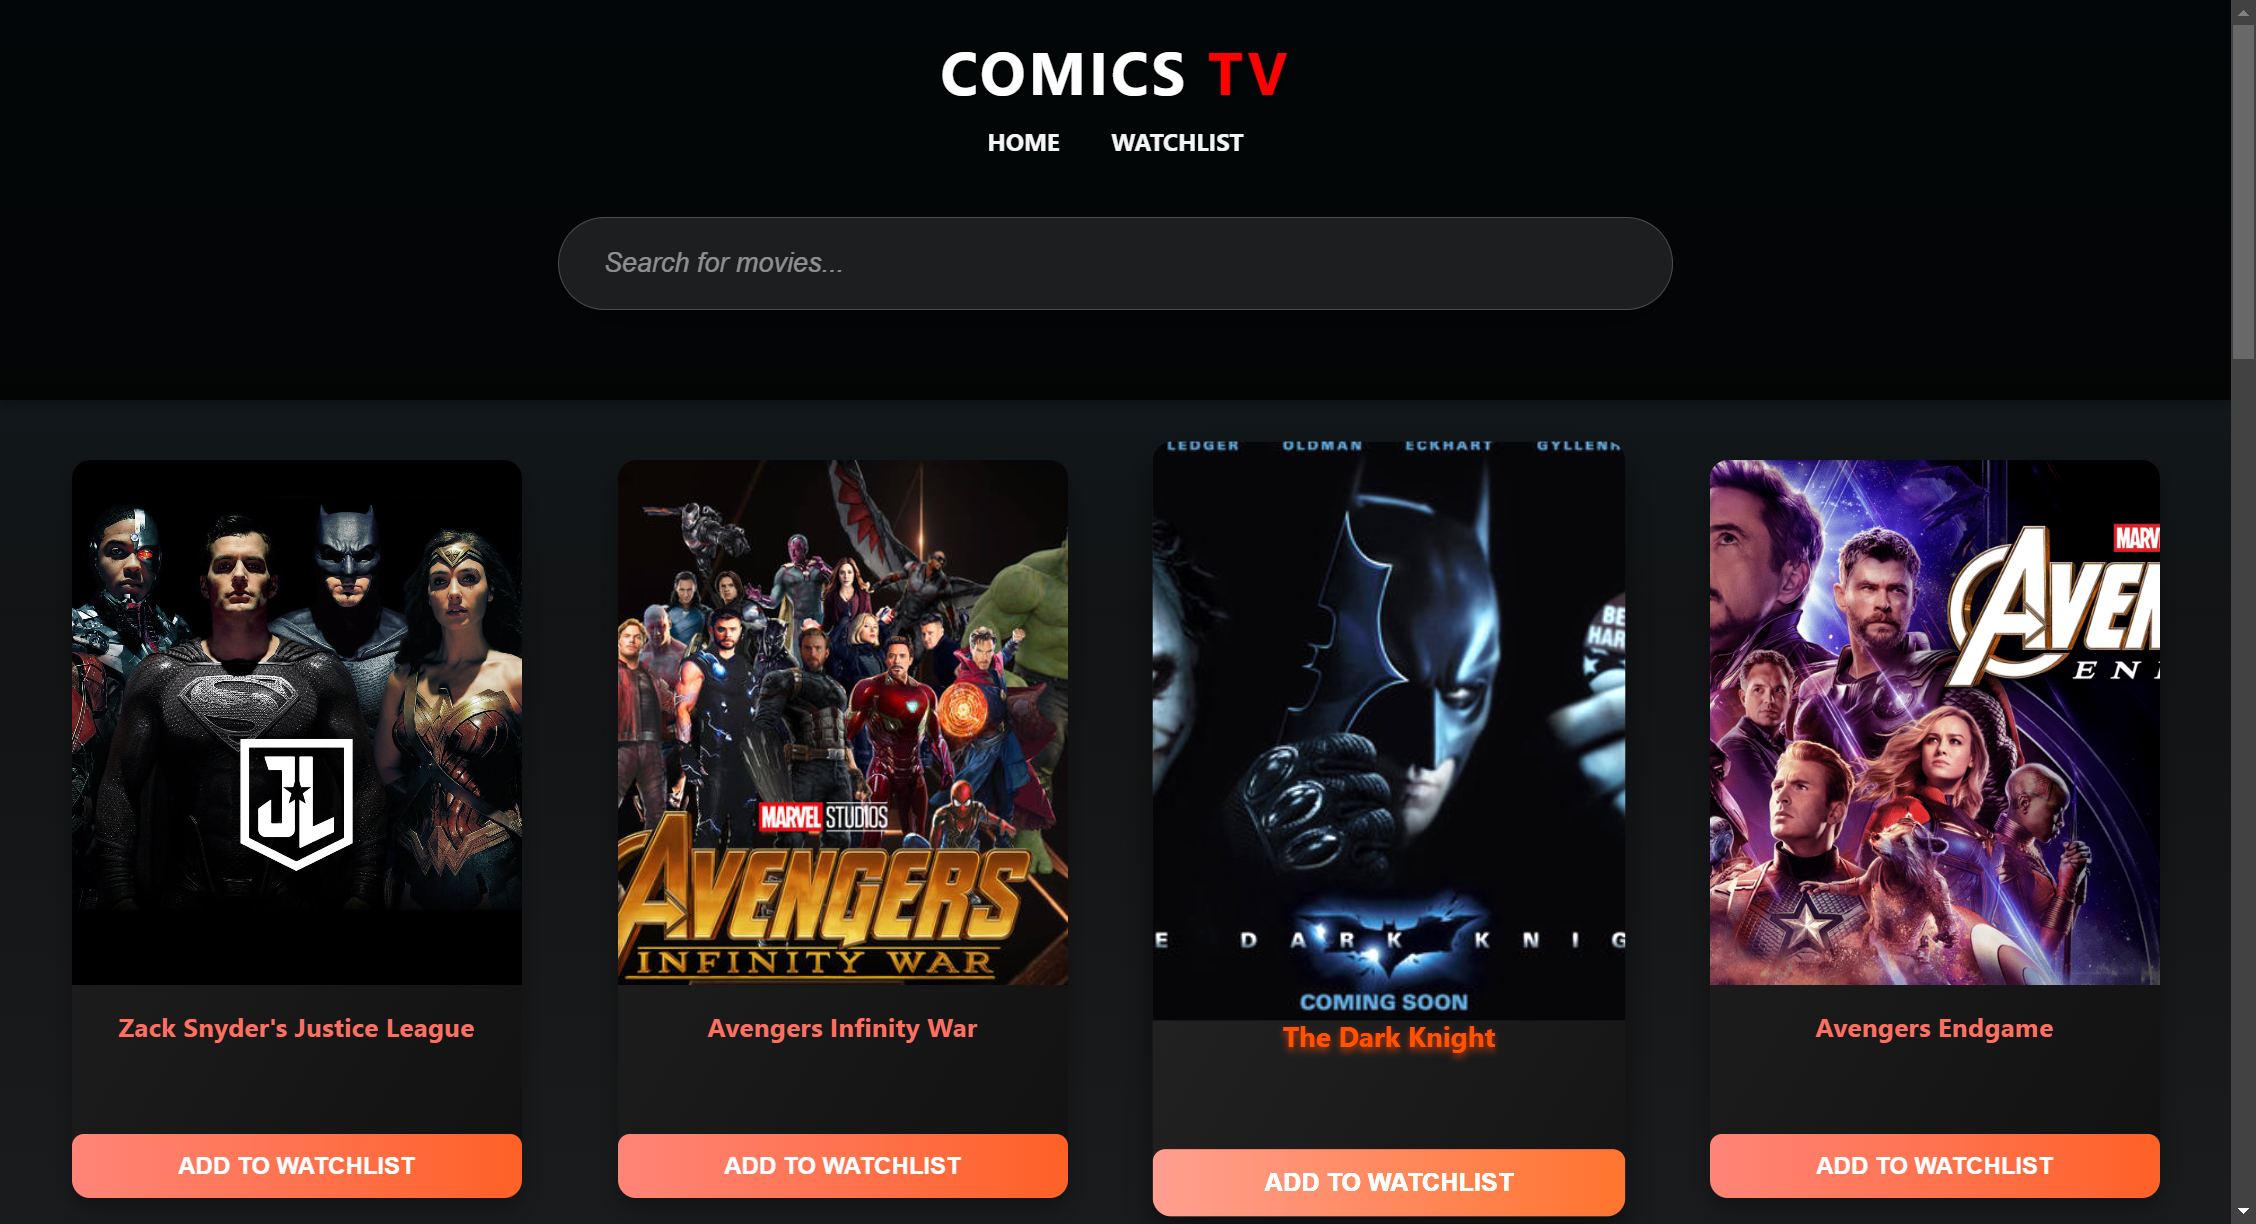 COMICS TV
HOME WATCHLIST
Search for movies...
JL
MARVEL STUDIOS
AVENGERS
INFINITY WAR
LEDGER OLDMAN ECKHART GYLLENH
BE
HAR
E DARK KNIG
COMING SOON
MARV
AVEN
EN
Zack Snyder's Justice League
Avengers Infinity War
The Dark Knight
Avengers Endgame
ADD TO WATCHLIST
ADD TO WATCHLIST
ADD TO WATCHLIST
ADD TO WATCHLIST